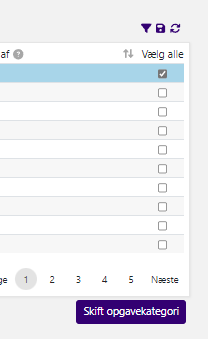 af Vælg alle
ge 1 2 3 4 5 Næste
Skift opgavekategori